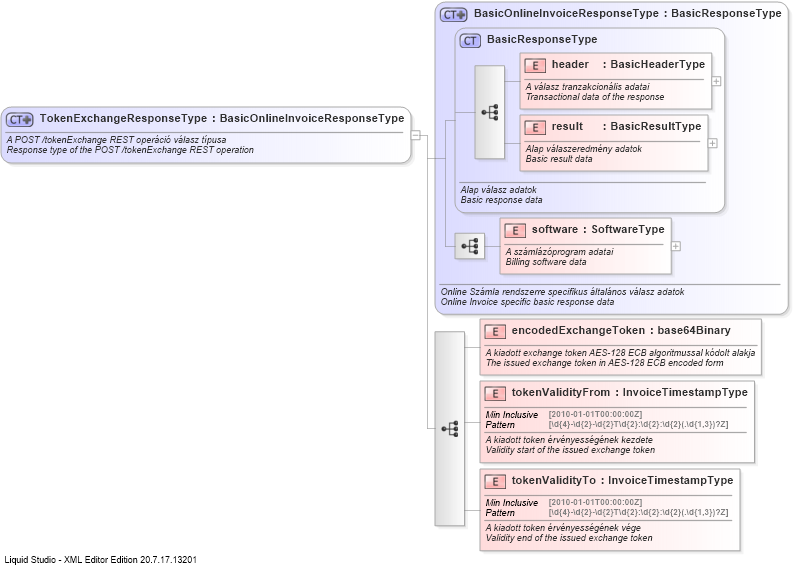 CT BasicOnlineInvoiceResponseType : BasicResponseType
CT BasicResponseType
E header : BasicHeaderType
A válasz tranzakcionális adatai
Transactional data of the response
CT TokenExchangeResponseType : BasicOnlineInvoiceResponseType
A POST /tokenExchange REST operáció válasz típusa
Response type of the POST /tokenExchange REST operation
E result : BasicResultType
Alap válaszeredmény adatok
Basic result data
Alap válasz adatok
Basic response data
E software : SoftwareType
A számlázóprogram adatai
Billing software data
Online Számla rendszerre specifikus általános válasz adatok
Online Invoice specific basic response data
E encodedExchangeToken : base64Binary
A kiadott exchange token AES-128 ECB algoritmussal kódolt alakja
The issued exchange token in AES-128 ECB encoded form
E tokenValidityFrom : InvoiceTimestampType
Min Inclusive [2010-01-01T00:00:00Z]
Pattern [\d{4}-\d{2}-\d{2}T\d{2}:\d{2}:\d{2}(.\d{1,3})?Z]
A kiadott token érvényességének kezdete
Validity start of the issued exchange token
E tokenValidityTo : InvoiceTimestampType
Min Inclusive [2010-01-01T00:00:00Z]
Pattern [\d{4}-\d{2}-\d{2}T\d{2}:\d{2}:\d{2}(.\d{1,3})?Z]
A kiadott token érvényességének vége
Validity end of the issued exchange token
Liquid Studio - XML Editor Edition 20.7.17.13201